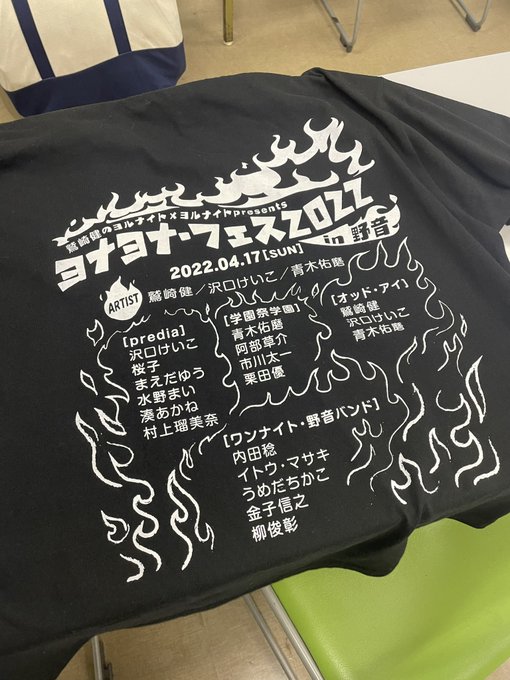 鷲崎健のヨルナイト×ヨルナイトpresents
ヨナヨナ・フェス2022
in 野音
2022.04.17[SUN]
ARTIST
鷲崎健／沢口けいこ／青木佑磨
[predia]
沢口けいこ
桜子
まえだゆう
水野まい
湊あかね
村上瑠美奈
[学園祭学園]
青木佑磨
阿部草介
市川太一
栗田優
[オッド・アイ]
鷲崎健
沢口けいこ
青木佑磨
[ワンナイト・野音バンド]
内田稔
イトウ・マサキ
うめだちかこ
金子信之
柳俊彰